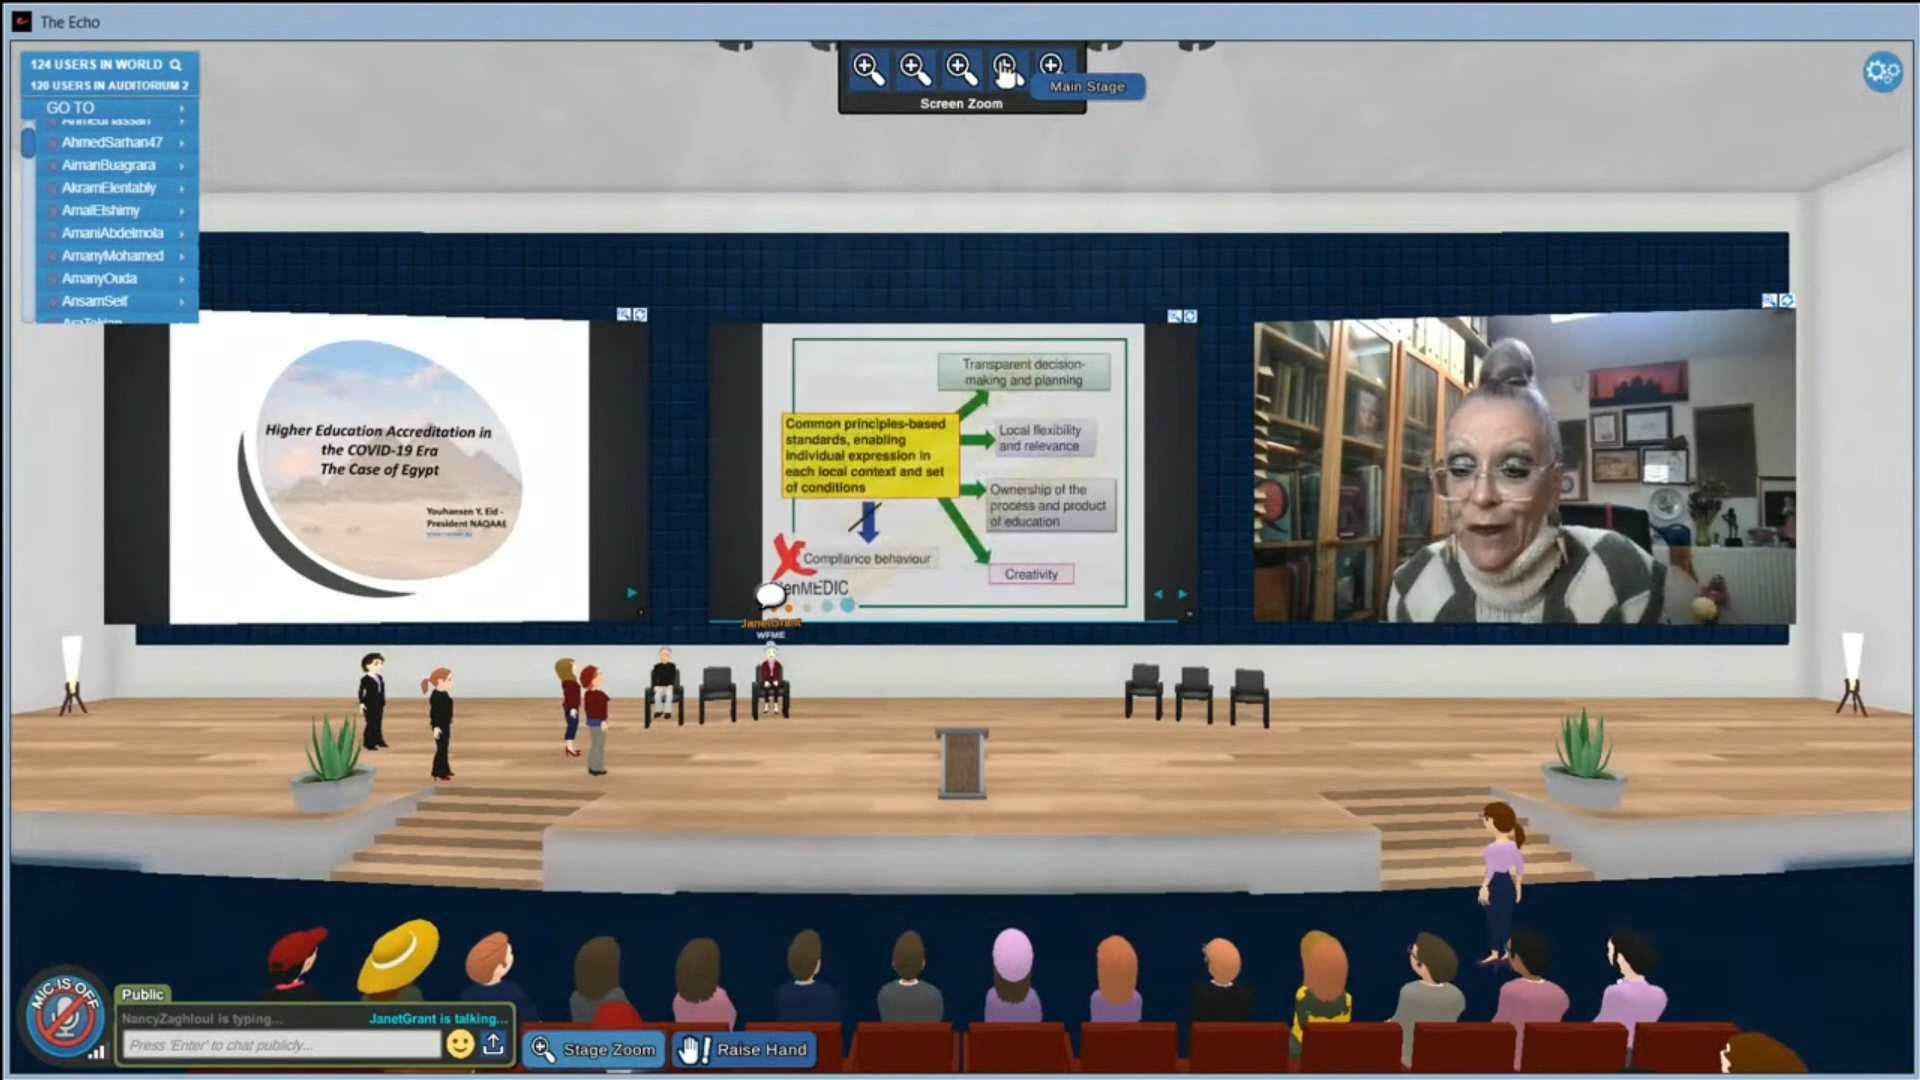 The Echo
124 USERS IN WORLD
120 USERS IN AUDITORIUM 2
GO TO
AhmedSarhan47
AimanBuagrara
AkramElentably
AmalElshimy
AmaniAbdelmola
AmanyMohamed
AmanyOuda
AnsamSeif
Screen Zoom
Main Stage
Higher Education Accreditation in
the COVID-19 Era
The Case of Egypt
Youhansen Y. Eid -
President NAQAAE
Transparent decision-
making and planning
Common principles-based
standards, enabling
individual expression in
each local context and set
of conditions
Local flexibility
and relevance
Ownership of the
process and product
of education
Compliance behaviour
Creativity
enMEDIC
JanetGrant
WFME
MIC IS OFF
Public
NancyZaghloul is typing...
JanetGrant is talking...
Press 'Enter' to chat publicly...
Stage Zoom
Raise Hand